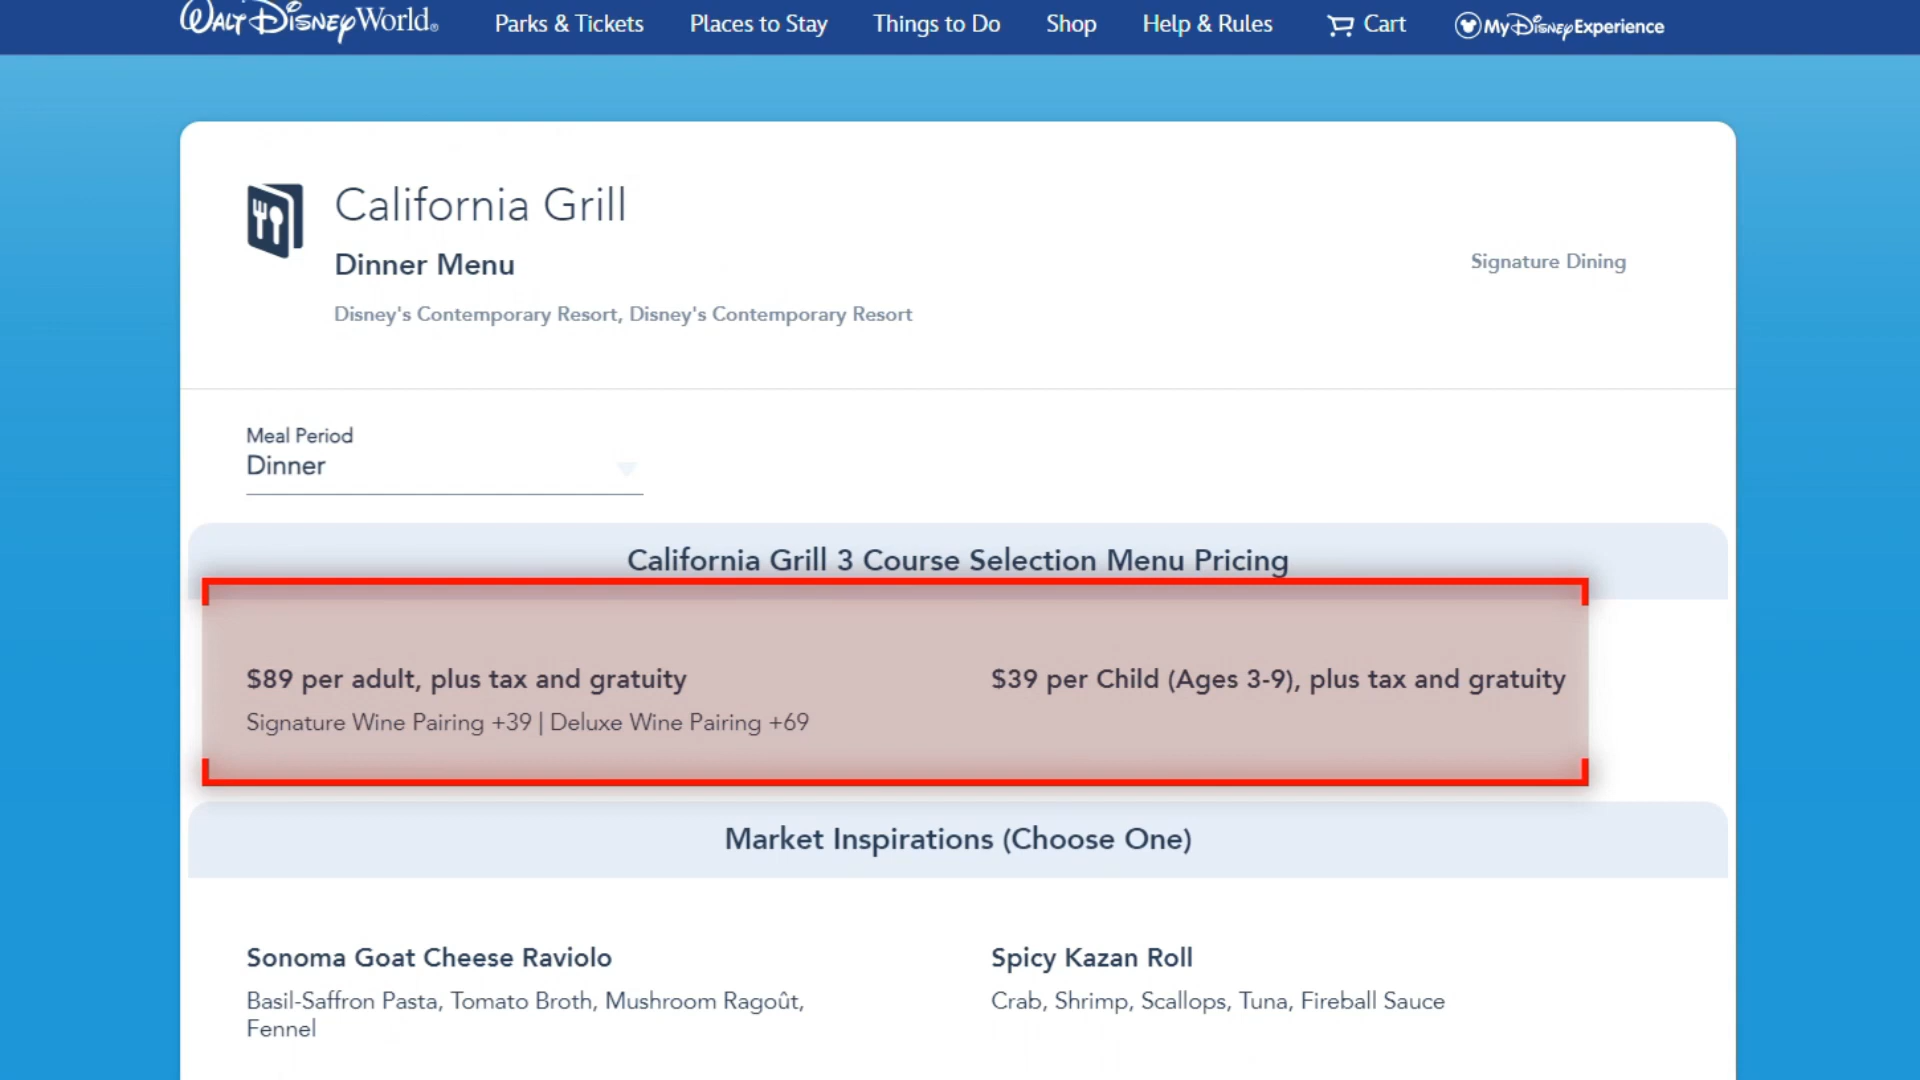 Walt Disney World®
Parks & Tickets
Places to Stay
Things to Do
Shop
Help & Rules
Cart
My Disney Experience
California Grill
Dinner Menu
Signature Dining
Disney's Contemporary Resort, Disney's Contemporary Resort
Meal Period
Dinner
California Grill 3 Course Selection Menu Pricing
$89 per adult, plus tax and gratuity
Signature Wine Pairing +39 | Deluxe Wine Pairing +69
$39 per Child (Ages 3-9), plus tax and gratuity
Market Inspirations (Choose One)
Sonoma Goat Cheese Raviolo
Basil-Saffron Pasta, Tomato Broth, Mushroom Ragoût,
Fennel
Spicy Kazan Roll
Crab, Shrimp, Scallops, Tuna, Fireball Sauce